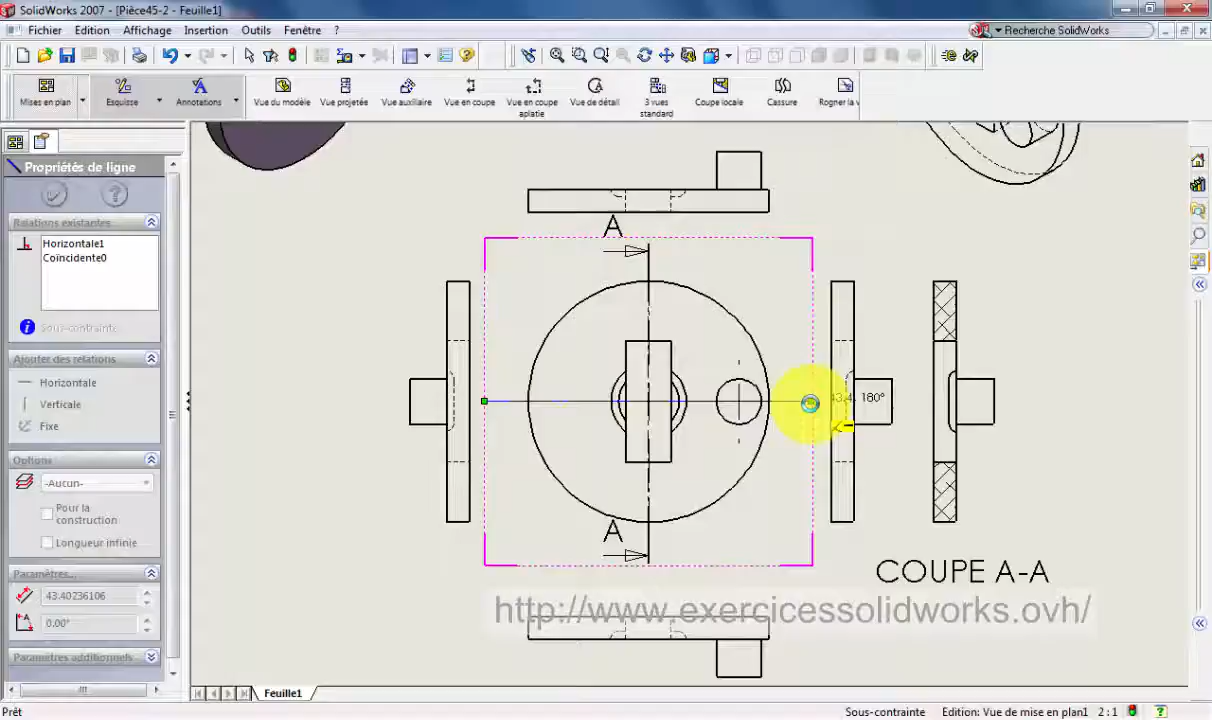 SolidWorks 2007 - [Pièce45-2 - Feuille1]
Fichier Edition Affichage Insertion Outils Fenêtre ?
Recherche SolidWorks
Mises en plan Esquisse Annotations Vue du modèle Vue projetée Vue auxiliaire Vue en coupe Vue en coupe aplatie Vue de détail 3 vues standard Coupe locale Cassure Rogner la v
Propriétés de ligne
Relations existantes
Horizontale1
Coïncidente0
Sous-contrainte
Ajouter des relations
Horizontale
Verticale
Fixe
Options
-Aucun-
Pour la construction
Longueur infinie
Paramètres...
43.40236106
0.00°
Paramètres additionnels
A
180°
A
COUPE A-A
http://www.exercicessolidworks.ovh/
Feuille1
Prêt
Sous-contrainte Edition: Vue de mise en plan1 2:1